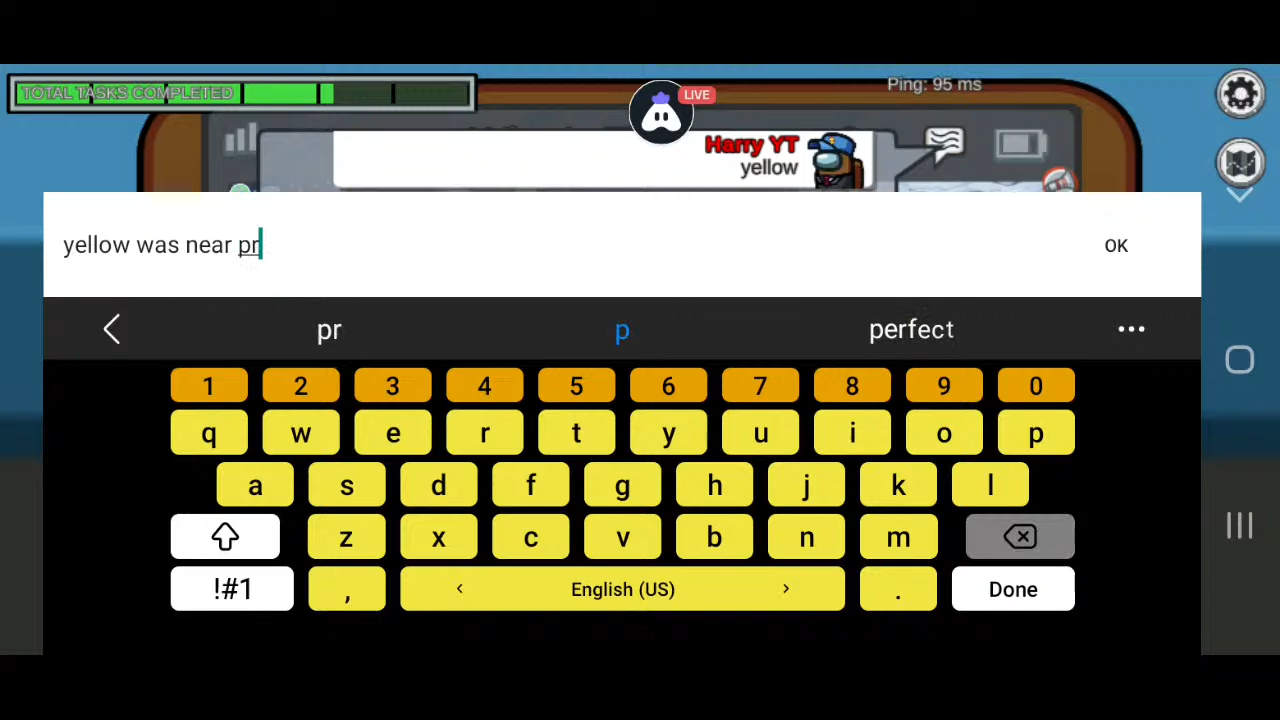 TOTAL TASKS COMPLETED
LIVE
Ping: 95 ms
Harry YT
yellow
yellow was near pr
OK
pr p perfect
1 2 3 4 5 6 7 8 9 0
q w e r t y u i o p
a s d f g h j k l
z x c v b n m
!#1 , < English (US) > . Done